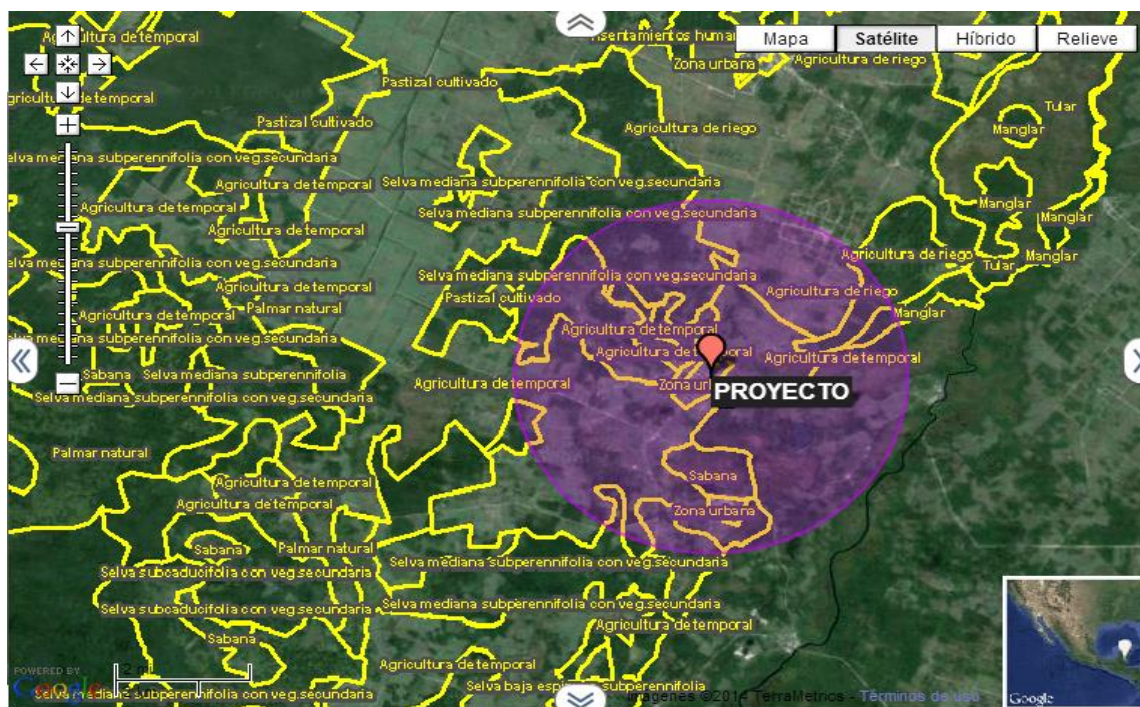 Agricultura de temporal
Asentamientos huma
Zona urbana
Mapa
Satélite
Híbrido
Relieve
Agricultura de riego
Pastizal cultivado
gricultura de temporal
Tular
Pastizal cultivado
Agricultura de riego
Manglar
Selva mediana subperennifolia con veg.secundaria
Agricultura de temporal
Selva mediana subperennifolia con veg.secundaria
Agricultura de temporal
Selva mediana subperennifolia con veg.secundaria
Manglar
Manglar
Agricultura de temporal
Agricultura de riego
Manglar
elva mediana subperennifolia con veg.secundaria
Tular
Selva mediana subperennifolia con veg.secundaria
Agricultura de temporal
Pastizal cultivado
Agricultura de riego
Palmar natural
Manglar
Agricultura de temporal
Agricultura de temporal
elva mediana subperennifolia con veg.secundaria
Agricultura de temporal
Agricultura de temporal
Sabana
Selva mediana subperennifolia
Agricultura de temporal
Zona urb
PROYECTO
Selva mediana subperennifolia con veg.secundaria
Palmar natural
Agricultura de temporal
Sabana
Agricultura de temporal
Zona urbana
Sabana
Palmar natural
Selva mediana subperennifolia con veg.secundaria
Selva subcaducifolia con veg.secundaria
Selva subcaducifolia con veg.secundaria
Selva mediana subperennifolia con veg.secundaria
Agricultura de temporal
Sabana
Agricultura de temporal
2 mi
POWERED BY
Google
Selva baja espi subperennifolia
elva mediana subperennifolia con veg.secundaria
Imágenes ©2014 TerraMetrics - Términos de uso
Google